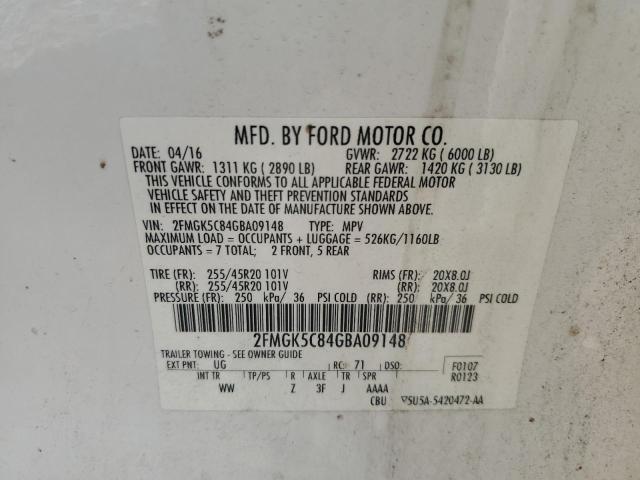 MFD. BY FORD MOTOR CO.
DATE: 04/16 GVWR: 2722 KG ( 6000 LB)
FRONT GAWR: 1311 KG ( 2890 LB) REAR GAWR: 1420 KG ( 3130 LB)
THIS VEHICLE CONFORMS TO ALL APPLICABLE FEDERAL MOTOR
VEHICLE SAFETY AND THEFT PREVENTION STANDARDS
IN EFFECT ON THE DATE OF MANUFACTURE SHOWN ABOVE.
VIN: 2FMGK5C84GBA09148 TYPE: MPV
MAXIMUM LOAD = OCCUPANTS + LUGGAGE = 526KG/1160LB
OCCUPANTS = 7 TOTAL: 2 FRONT, 5 REAR
TIRE (FR): 255/45R20 101V RIMS (FR): 20X8.0J
(RR): 255/45R20 101V (RR): 20X8.0J
PRESSURE (FR): 250 kPa/ 36 PSI COLD (RR): 250 kPa/ 36 PSI COLD
2FMGK5C84GBA09148
TRAILER TOWING - SEE OWNER GUIDE
EXT PNT: UG RC: 71 DSO: F0107
INT TR TP/PS R AXLE TR SPR R0123
WW Z 3F J AAAA
CBU 5U5A-5420472-AA